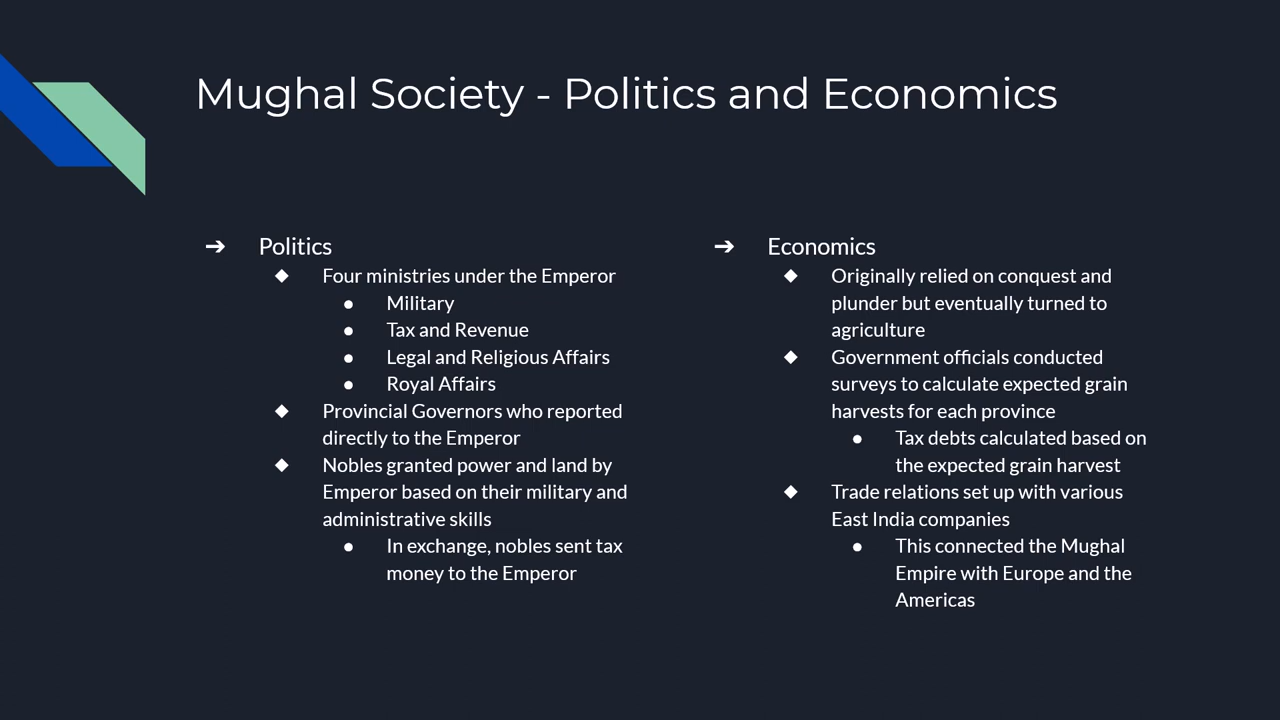 Mughal Society - Politics and Economics
➔ Politics
◆ Four ministries under the Emperor
● Military
● Tax and Revenue
● Legal and Religious Affairs
● Royal Affairs
◆ Provincial Governors who reported
directly to the Emperor
◆ Nobles granted power and land by
Emperor based on their military and
administrative skills
● In exchange, nobles sent tax
money to the Emperor
➔ Economics
◆ Originally relied on conquest and
plunder but eventually turned to
agriculture
◆ Government officials conducted
surveys to calculate expected grain
harvests for each province
● Tax debts calculated based on
the expected grain harvest
◆ Trade relations set up with various
East India companies
● This connected the Mughal
Empire with Europe and the
Americas